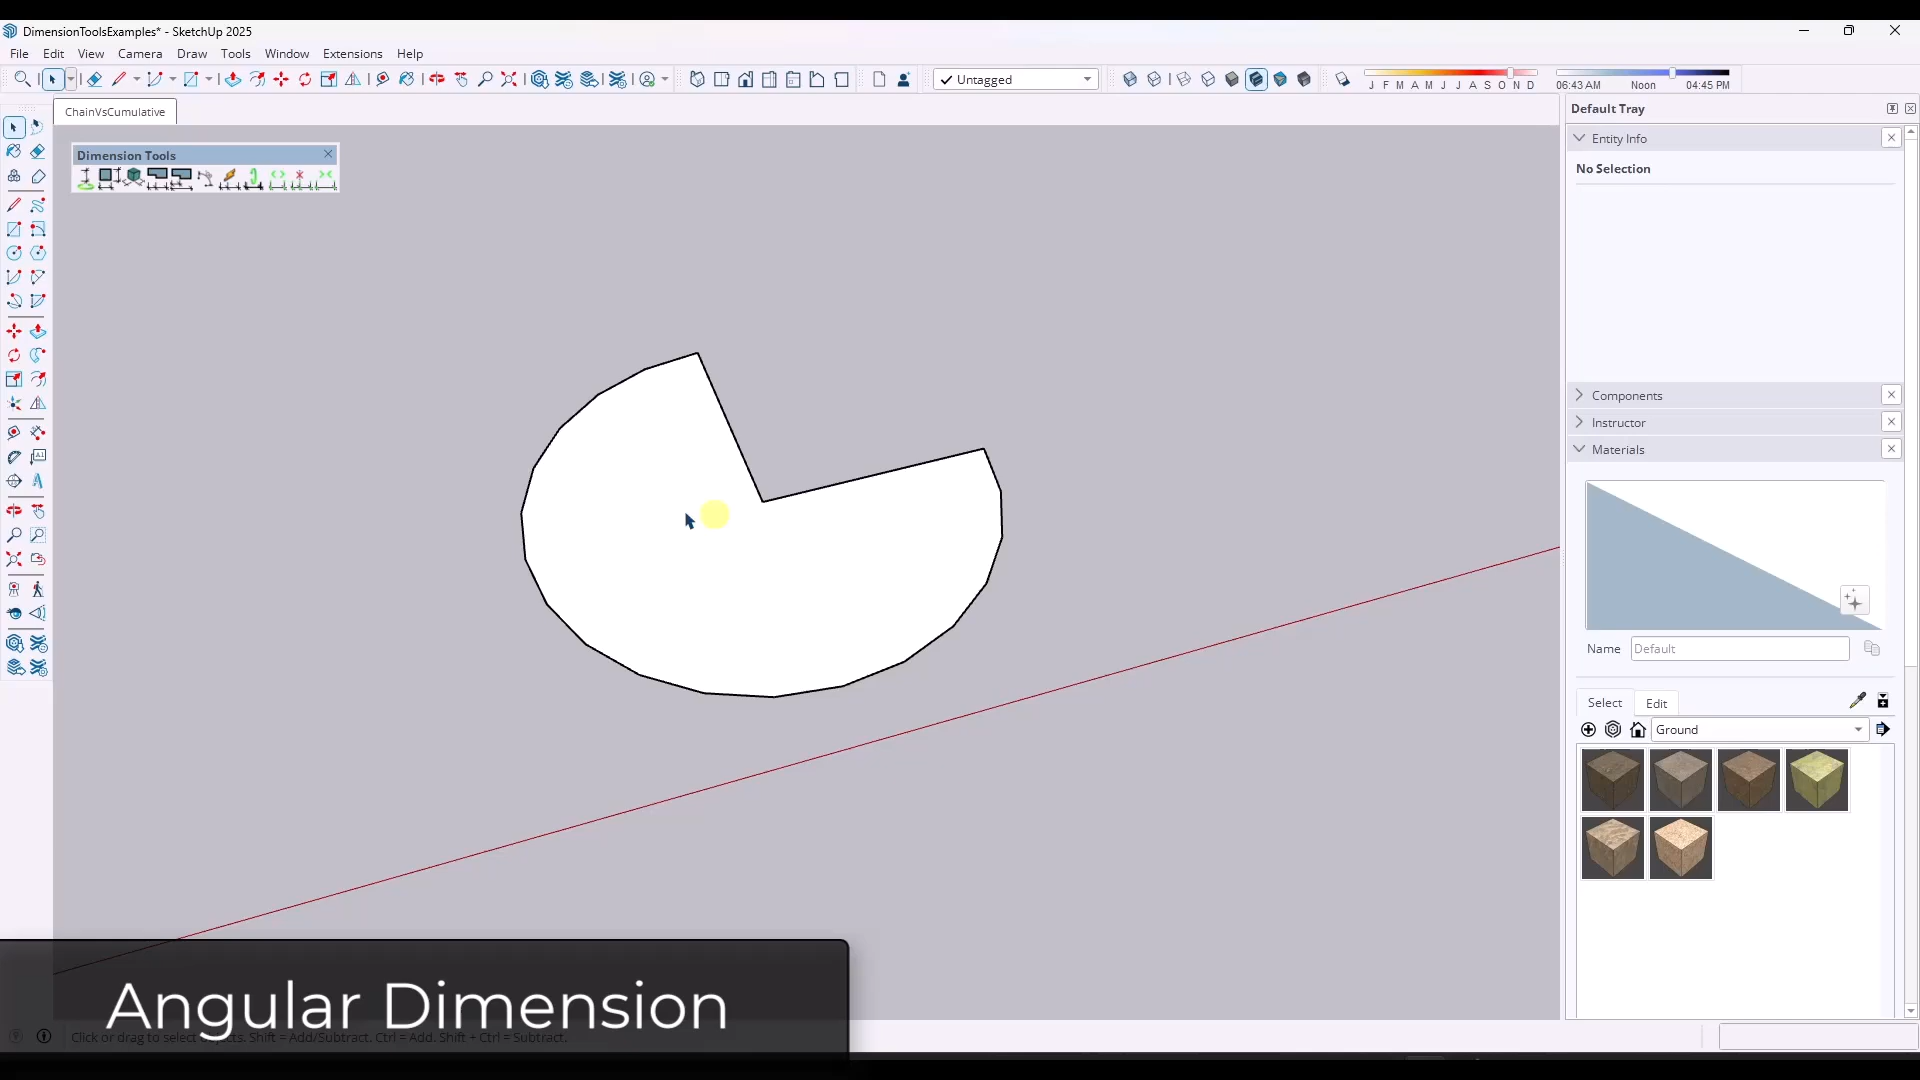 DimensionToolsExamples* - SketchUp 2025
File Edit View Camera Draw Tools Window Extensions Help
Untagged
J F M A M J J A S O N D
06:43 AM Noon 04:45 PM
ChainVsCumulative
Dimension Tools
Default Tray
Entity Info
No Selection
Components
Instructor
Materials
Name Default
Select Edit
Ground
Angular Dimension
Click or drag to select objects. Shift = Add/Subtract. Ctrl = Add. Shift + Ctrl = Subtract.